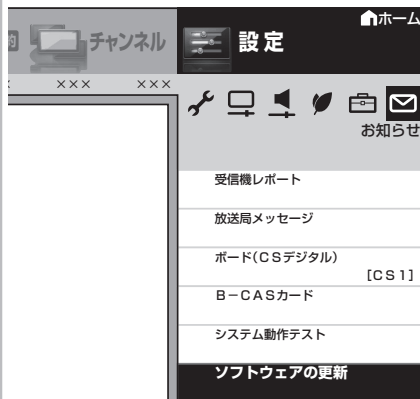 ホーム
約
チャンネル
設定
××× ×××
お知らせ
受信機レポート
放送局メッセージ
ボード(CSデジタル)
[CS1]
B-CASカード
システム動作テスト
ソフトウェアの更新